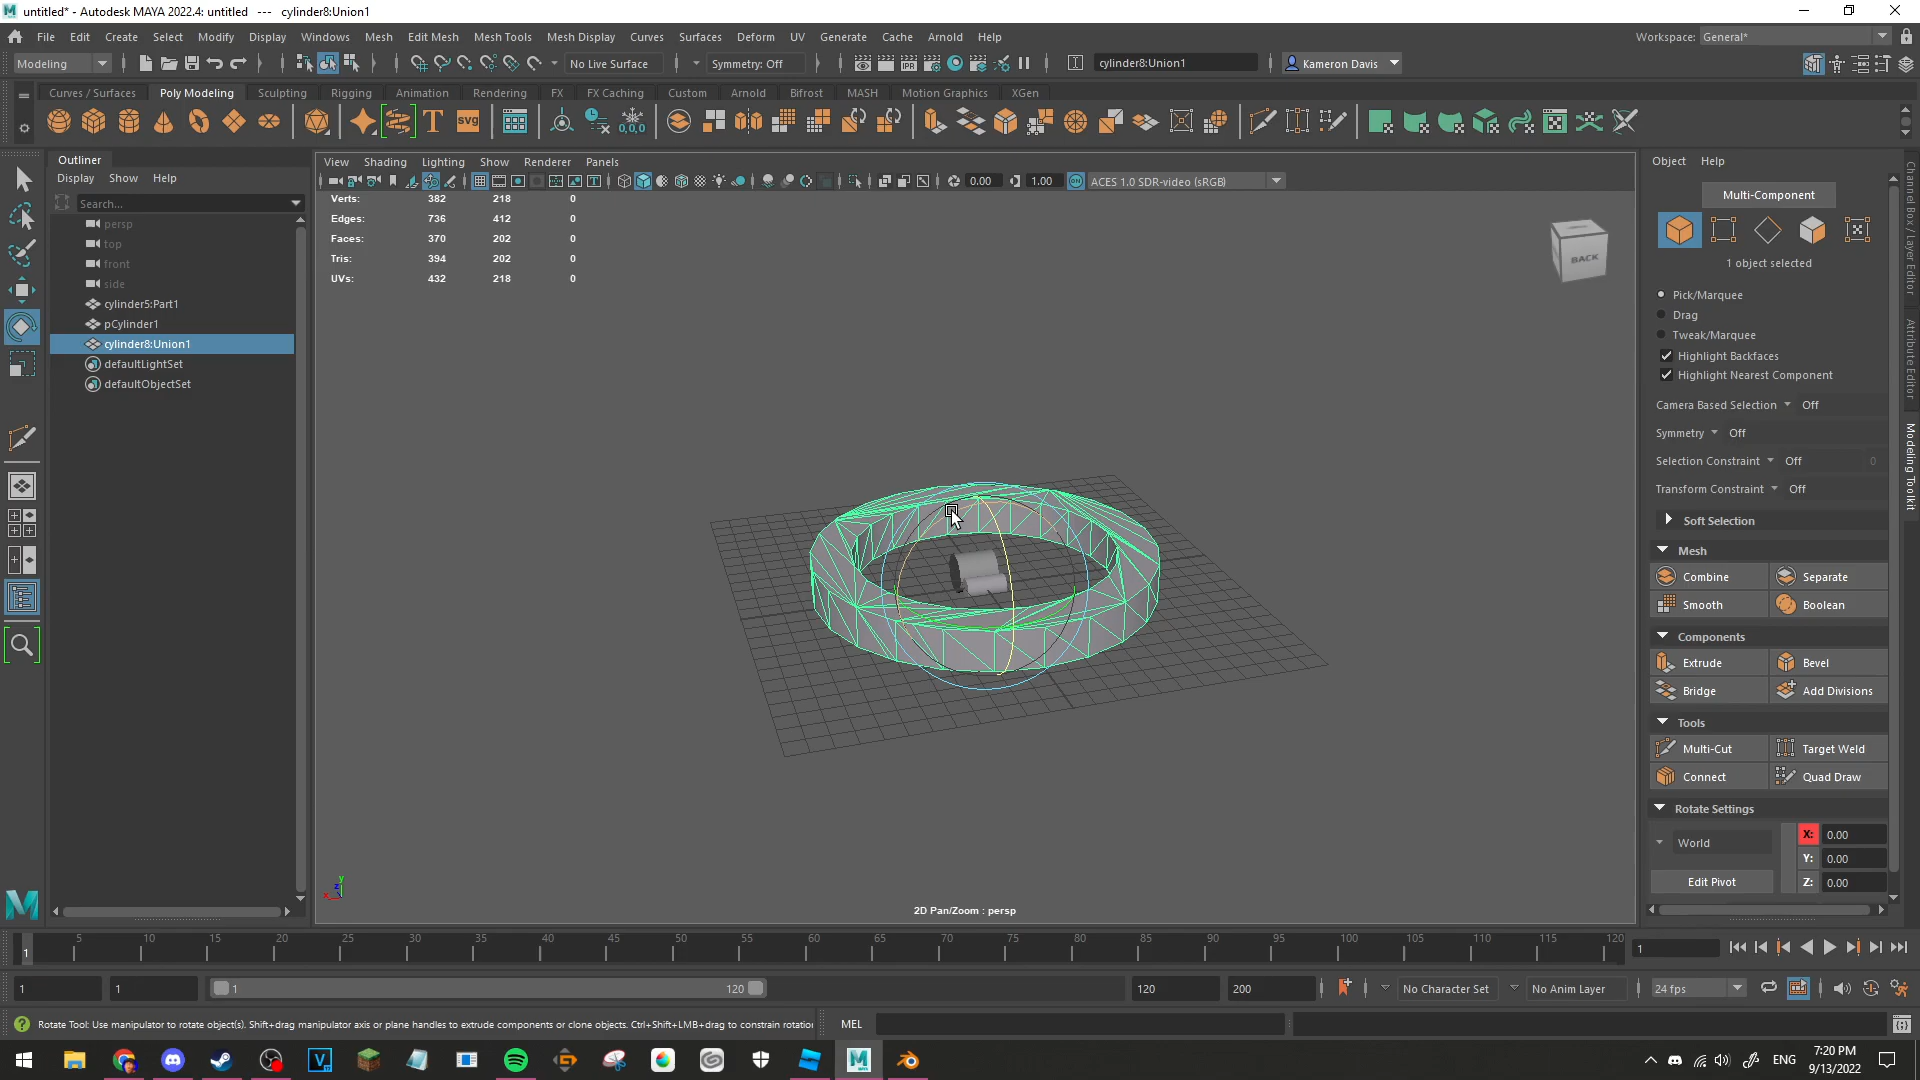 untitled* - Autodesk MAYA 2022.4: untitled --- cylinder8:Union1
File Edit Create Select Modify Display Windows Mesh Edit Mesh Mesh Tools Mesh Display Curves Surfaces Deform UV Generate Cache Arnold Help
Workspace: General*
Modeling No Live Surface Symmetry: Off cylinder8:Union1 Kameron Davis
Curves / Surfaces Poly Modeling Sculpting Rigging Animation Rendering FX FX Caching Custom Arnold Bifrost MASH Motion Graphics XGen
T SVG 0,0,0
Outliner
Display Show Help
Search...
persp
top
front
side
cylinder5:Part1
pCylinder1
cylinder8:Union1
defaultLightSet
defaultObjectSet
View Shading Lighting Show Renderer Panels
0.00 1.00 ACES 1.0 SDR-video (sRGB)
Verts: 382 218 0
Edges: 736 412 0
Faces: 370 202 0
Tris: 394 202 0
UVs: 432 218 0
BACK
2D Pan/Zoom : persp
Object Help
Multi-Component
1 object selected
Pick/Marquee
Drag
Tweak/Marquee
Highlight Backfaces
Highlight Nearest Component
Camera Based Selection Off
Symmetry Off
Selection Constraint Off 0
Transform Constraint Off
Soft Selection
Mesh
Combine Separate
Smooth Boolean
Components
Extrude Bevel
Bridge Add Divisions
Tools
Multi-Cut Target Weld
Connect Quad Draw
Rotate Settings
World X: 0.00
Y: 0.00
Edit Pivot Z: 0.00
Channel Box / Layer Editor
Attribute Editor
Modeling Toolkit
1 5 10 15 20 25 30 35 40 45 50 55 60 65 70 75 80 85 90 95 100 105 110 115 120 1
1 1 1 120 120 200 No Character Set No Anim Layer 24 fps
Rotate Tool: Use manipulator to rotate object(s). Shift+drag manipulator axis or plane handles to extrude components or clone objects. Ctrl+Shift+LMB+drag to constrain rotation
MEL
ENG 7:20 PM
9/13/2022